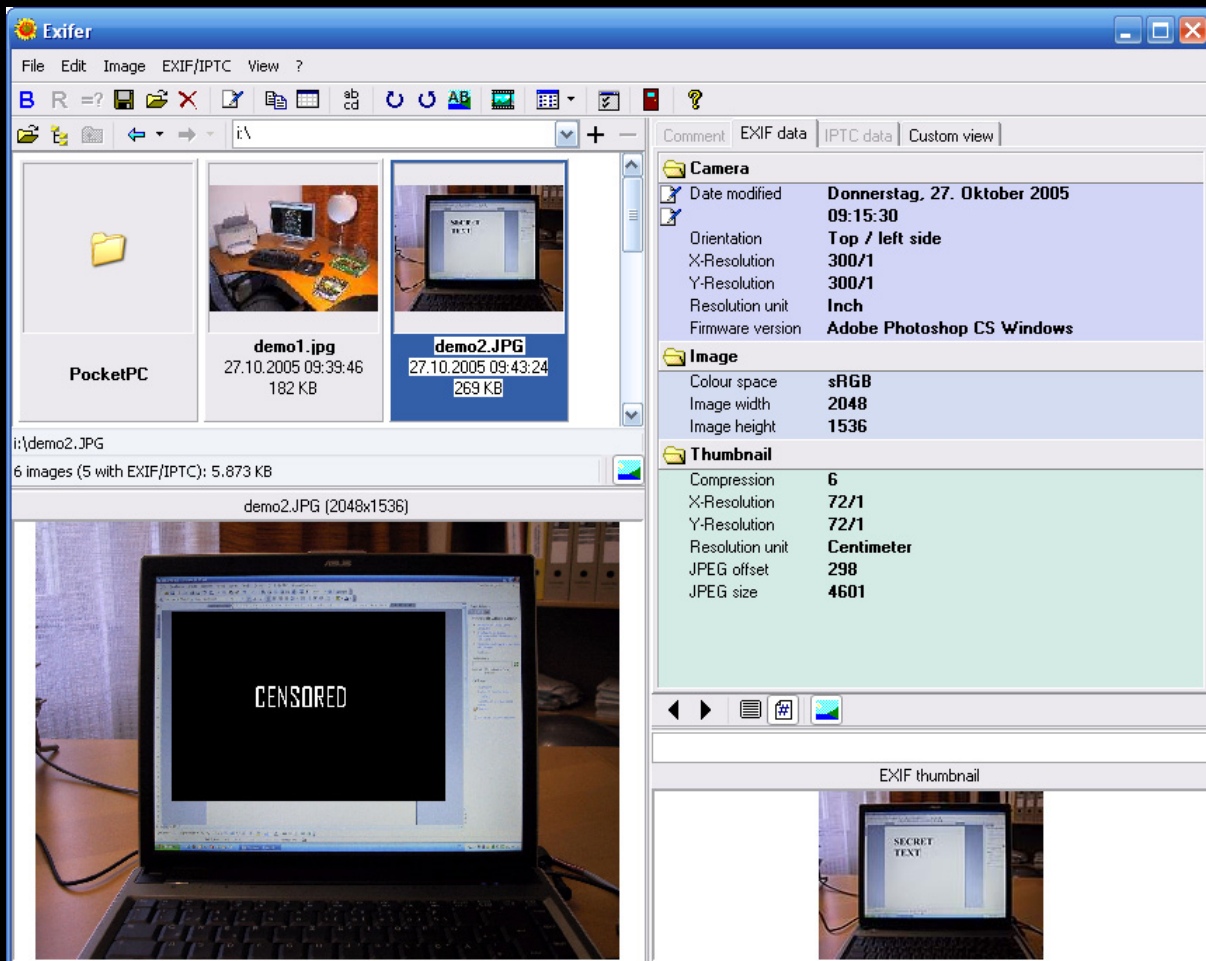 Exifer
File Edit Image EXIF/IPTC View ?
B R =? ab cd AB ?
i:\
Comment EXIF data IPTC data Custom view
SECRET
TEXT
PocketPC
demo1.jpg
27.10.2005 09:39:46
182 KB
demo2.JPG
27.10.2005 09:43:24
269 KB
i:\demo2.JPG
6 images (5 with EXIF/IPTC): 5.873 KB
demo2.JPG (2048x1536)
ASUS
CENSORED
Camera
Date modified Donnerstag, 27. Oktober 2005
09:15:30
Orientation Top / left side
X-Resolution 300/1
Y-Resolution 300/1
Resolution unit Inch
Firmware version Adobe Photoshop CS Windows
Image
Colour space sRGB
Image width 2048
Image height 1536
Thumbnail
Compression 6
X-Resolution 72/1
Y-Resolution 72/1
Resolution unit Centimeter
JPEG offset 298
JPEG size 4601
#
EXIF thumbnail
SECRET
TEXT